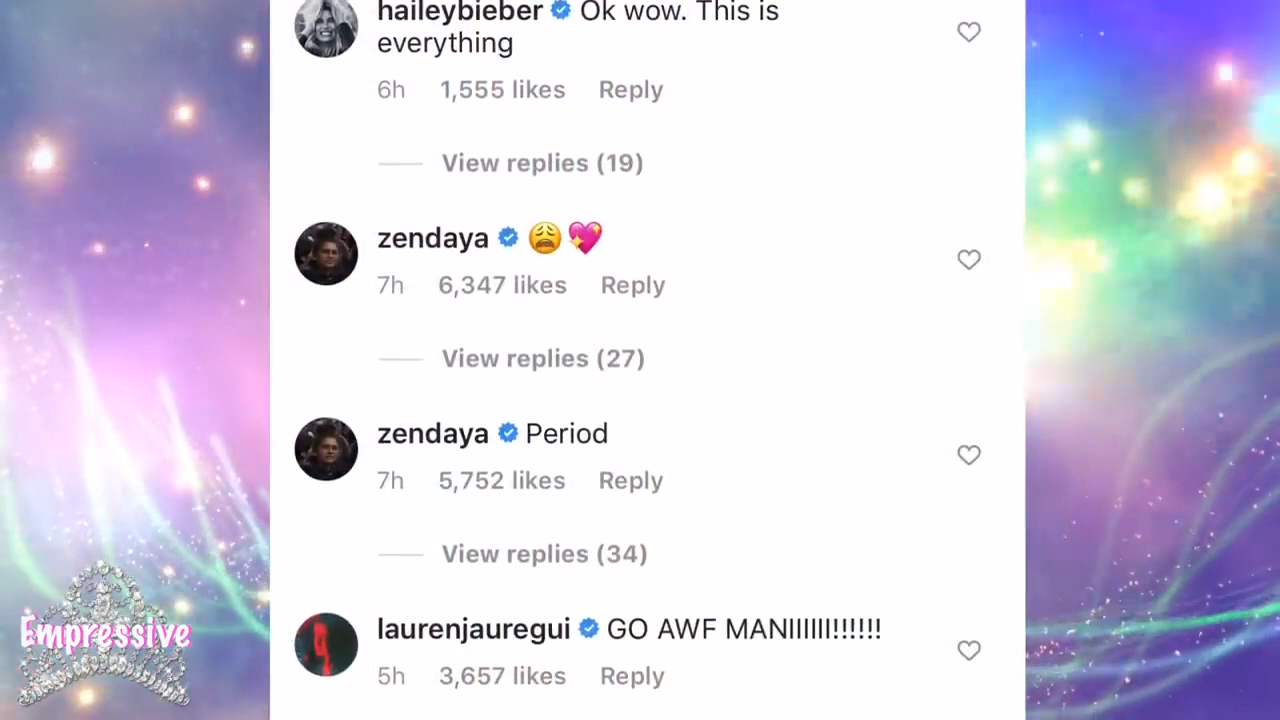 haileybieber Ok wow. This is
everything
6h 1,555 likes Reply
View replies (19)
zendaya 😩💖
7h 6,347 likes Reply
View replies (27)
zendaya Period
7h 5,752 likes Reply
View replies (34)
laurenjauregui GO AWF MANIIIIII!!!!!!
5h 3,657 likes Reply
Empressive